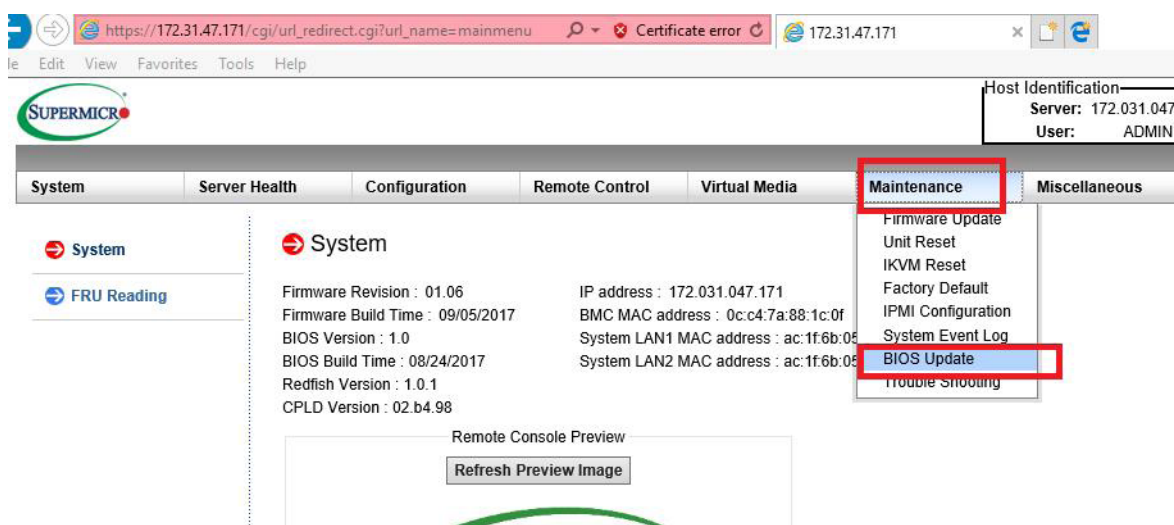 https://172.31.47.171/cgi/url_redirect.cgi?url_name=mainmenu Certificate error 172.31.47.171
Edit View Favorites Tools Help
SUPERMICR
Host Identification
Server: 172.031.047
User: ADMIN
System Server Health Configuration Remote Control Virtual Media Maintenance Miscellaneous
Firmware Update
Unit Reset
IKVM Reset
Factory Default
IPMI Configuration
System Event Log
BIOS Update
Trouble Shooting
System
FRU Reading
System
Firmware Revision : 01.06
Firmware Build Time : 09/05/2017
BIOS Version : 1.0
BIOS Build Time : 08/24/2017
Redfish Version : 1.0.1
CPLD Version : 02.b4.98
IP address : 172.031.047.171
BMC MAC address : 0c:c4:7a:88:1c:0f
System LAN1 MAC address : ac:1f:6b:05
System LAN2 MAC address : ac:1f:6b:05
Remote Console Preview
Refresh Preview Image